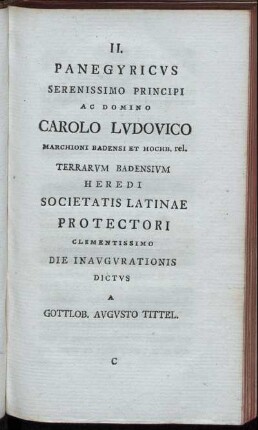 II.
PANEGYRICVS
SERENISSIMO PRINCIPI
AC DOMINO
CAROLO LVDOVICO
MARCHIONI BADENSI ET HOCHB. rel.
TERRARVM BADENSIVM
HEREDI
SOCIETATIS LATINAE
PROTECTORI
CLEMENTISSIMO
DIE INAVGVRATIONIS
DICTVS
A
GOTTLOB. AVGVSTO TITTEL.
C